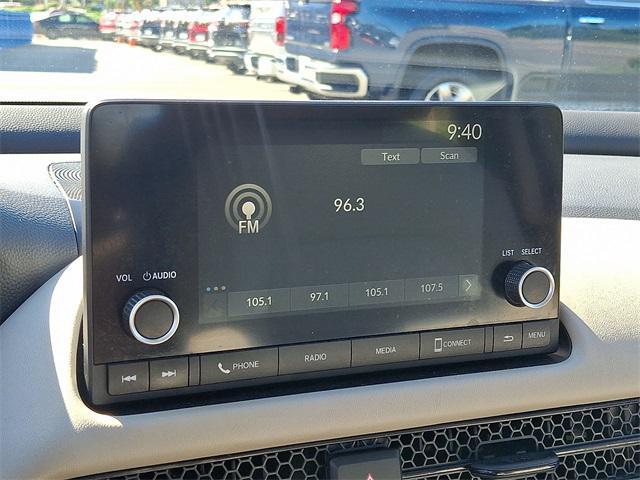 9:40
Text Scan
96.3
FM
LIST SELECT
VOL AUDIO
105.1 97.1 105.1 107.5
PHONE RADIO MEDIA CONNECT MENU